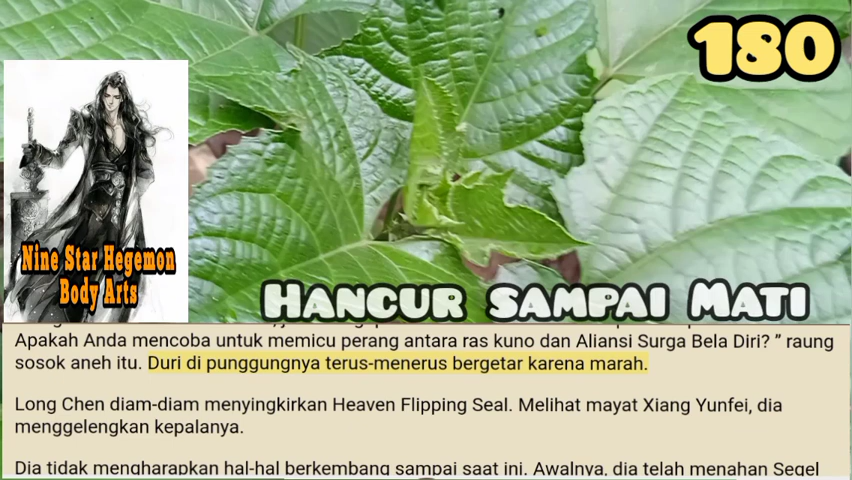 180
Nine Star Hegemon
Body Arts
HANCUR SAMPAI MATI
Apakah Anda mencoba untuk memicu perang antara ras kuno dan Aliansi Surga Bela Diri? ” raung
sosok aneh itu. Duri di punggungnya terus-menerus bergetar karena marah.
Long Chen diam-diam menyingkirkan Heaven Flipping Seal. Melihat mayat Xiang Yunfei, dia
menggelengkan kepalanya.
Dia tidak mengharapkan hal-hal berkembang sampai saat ini. Awalnya, dia telah menahan Segel